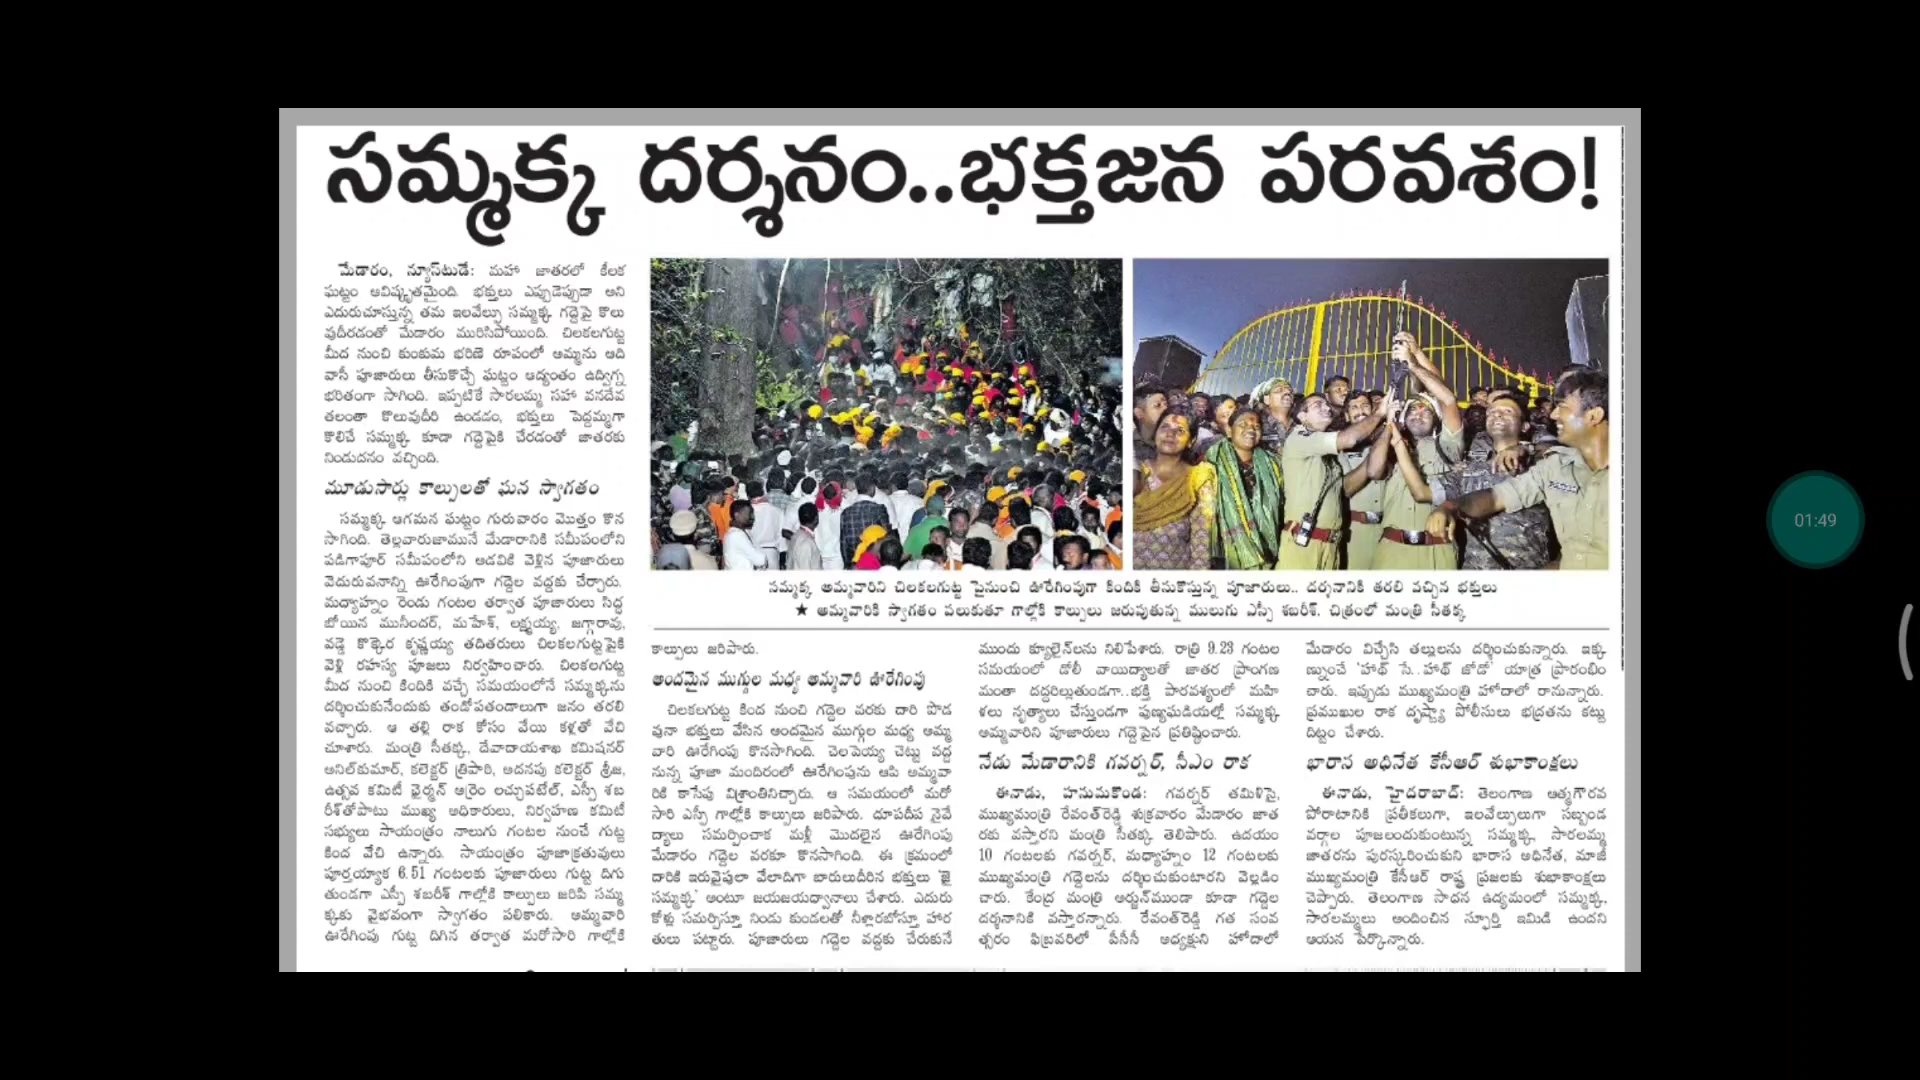 సమ్మక్క దర్శనం..భక్తజన పరవశం!
మేడారం, న్యూస్‌టుడే: మహా జాతరలో కీలక
ఘట్టం ఆవిష్కృతమైంది. భక్తులు ఎప్పుడెప్పుడా అని
ఎదురుచూస్తున్న తమ ఇలవేల్పు సమ్మక్క గద్దెపై కొలు
వుదీరడంతో మేడారం మురిసిపోయింది. చిలకలగుట్ట
మీద నుంచి కుంకుమ భరిణె రూపంలో అమ్మను ఆది
వాసీ పూజారులు తీసుకొచ్చే ఘట్టం ఆద్యంతం ఉద్విగ్న
భరితంగా సాగింది. ఇప్పటికే సారలమ్మ సహా వనదేవ
తలంతా కొలువుదీరి ఉండడం, భక్తులు పెద్దమ్మగా
కొలిచే సమ్మక్క కూడా గద్దెపైకి చేరడంతో జాతరకు
నిండుదనం వచ్చింది.
మూడుసార్లు కాల్పులతో ఘన స్వాగతం
సమ్మక్క ఆగమన ఘట్టం గురువారం మొత్తం కొన
సాగింది. తెల్లవారుజామునే మేడారానికి సమీపంలోని
పడిగాపూర్ సమీపంలోని అడవికి వెళ్లిన పూజారులు
వెదురువనాన్ని ఊరేగింపుగా గద్దెల వద్దకు చేర్చారు.
మధ్యాహ్నం రెండు గంటల తర్వాత పూజారులు సిద్ధ
బోయిన మునీందర్, మహేశ్, లక్ష్మయ్య, జగ్గారావు,
వడ్డె కొక్కెర కృష్ణయ్య తదితరులు చిలకలగుట్టపైకి
వెళ్లి రహస్య పూజలు నిర్వహించారు. చిలకలగుట్ట
మీద నుంచి కిందికి వచ్చే సమయంలోనే సమ్మక్కను
దర్శించుకునేందుకు తండోపతండాలుగా జనం తరలి
వచ్చారు. ఆ తల్లి రాక కోసం వేయి కళ్లతో వేచి
చూశారు. మంత్రి సీతక్క, దేవాదాయశాఖ కమిషనర్
అనిల్‌కుమార్, కలెక్టర్ త్రిపాఠి, అదనపు కలెక్టర్ శ్రీజ,
ఉత్సవ కమిటీ ఛైర్మన్ అర్రెం లచ్చుపటేల్, ఎస్పీ శబ
రీశ్‌తోపాటు ముఖ్య అధికారులు, నిర్వహణ కమిటీ
సభ్యులు సాయంత్రం నాలుగు గంటల నుంచే గుట్ట
కింద వేచి ఉన్నారు. సాయంత్రం పూజాక్రతువులు
పూర్తయ్యాక 6.51 గంటలకు పూజారులు గుట్ట దిగు
తుండగా ఎస్పీ శబరీశ్ గాల్లోకి కాల్పులు జరిపి సమ్మ
క్కకు వైభవంగా స్వాగతం పలికారు. అమ్మవారి
ఊరేగింపు గుట్ట దిగిన తర్వాత మరోసారి గాల్లోకి
సమ్మక్క అమ్మవారిని చిలకలగుట్ట పైనుంచి ఊరేగింపుగా కిందికి తీసుకొస్తున్న పూజారులు.. దర్శనానికి తరలి వచ్చిన భక్తులు
★ అమ్మవారికి స్వాగతం పలుకుతూ గాల్లోకి కాల్పులు జరుపుతున్న ములుగు ఎస్పీ శబరీశ్. చిత్రంలో మంత్రి సీతక్క
కాల్పులు జరిపారు.
అందమైన ముగ్గుల మధ్య అమ్మవారి ఊరేగింపు
చిలకలగుట్ట కింద నుంచి గద్దెల వరకు దారి పొడ
వునా భక్తులు వేసిన అందమైన ముగ్గుల మధ్య అమ్మ
వారి ఊరేగింపు కొనసాగింది. చెలపెయ్య చెట్టు వద్ద
నున్న పూజా మందిరంలో ఊరేగింపును ఆపి అమ్మవా
రికి కాసేపు విశ్రాంతినిచ్చారు. ఆ సమయంలో మరో
సారి ఎస్పీ గాల్లోకి కాల్పులు జరిపారు. ధూపదీప నైవే
ద్యాలు సమర్పించాక మళ్లీ మొదలైన ఊరేగింపు
మేడారం గద్దెల వరకూ కొనసాగింది. ఈ క్రమంలో
దారికి ఇరువైపులా వేలాదిగా బారులుదీరిన భక్తులు 'జై
సమ్మక్క' అంటూ జయజయధ్వానాలు చేశారు. ఎదురు
కోళ్లు సమర్పిస్తూ నిండు కుండలతో నీళ్లారబోస్తూ హార
తులు పట్టారు. పూజారులు గద్దెల వద్దకు చేరుకునే
ముందు క్యూలైన్‌లను నిలిపేశారు. రాత్రి 9.23 గంటల
సమయంలో డోలీ వాయిద్యాలతో జాతర ప్రాంగణ
మంతా దద్దరిల్లుతుండగా..భక్తి పారవశ్యంలో మహి
ళలు నృత్యాలు చేస్తుండగా పుణ్యఘడియల్లో సమ్మక్క
అమ్మవారిని పూజారులు గద్దెపైన ప్రతిష్ఠించారు.
నేడు మేడారానికి గవర్నర్, సీఎం రాక
ఈనాడు, హనుమకొండ: గవర్నర్ తమిళిసై,
ముఖ్యమంత్రి రేవంత్‌రెడ్డి శుక్రవారం మేడారం జాత
రకు వస్తారని మంత్రి సీతక్క తెలిపారు. ఉదయం
10 గంటలకు గవర్నర్, మధ్యాహ్నం 12 గంటలకు
ముఖ్యమంత్రి గద్దెలను దర్శించుకుంటారని వెల్లడిం
చారు. కేంద్ర మంత్రి అర్జున్‌ముండా కూడా గద్దెల
దర్శనానికి వస్తారన్నారు. రేవంత్‌రెడ్డి గత సంవ
త్సరం ఫిబ్రవరిలో పీసీసీ అధ్యక్షుని హోదాలో
మేడారం విచ్చేసి తల్లులను దర్శించుకున్నారు. ఇక్క
ణ్నుంచే 'హాథ్ సే..హాథ్ జోడో' యాత్ర ప్రారంభిం
చారు. ఇప్పుడు ముఖ్యమంత్రి హోదాలో రానున్నారు.
ప్రముఖుల రాక దృష్ట్యా పోలీసులు భద్రతను కట్టు
దిట్టం చేశారు.
భారాస అధినేత కేసీఆర్ శుభాకాంక్షలు
ఈనాడు, హైదరాబాద్: తెలంగాణ ఆత్మగౌరవ
పోరాటానికి ప్రతీకలుగా, ఇలవేల్పులుగా సబ్బండ
వర్గాల పూజలందుకుంటున్న సమ్మక్క, సారలమ్మ
జాతరను పురస్కరించుకుని భారాస అధినేత, మాజీ
ముఖ్యమంత్రి కేసీఆర్ రాష్ట్ర ప్రజలకు శుభాకాంక్షలు
చెప్పారు. తెలంగాణ సాధన ఉద్యమంలో సమ్మక్క,
సారలమ్మలు అందించిన స్ఫూర్తి ఇమిడి ఉందని
ఆయన పేర్కొన్నారు.
01:49